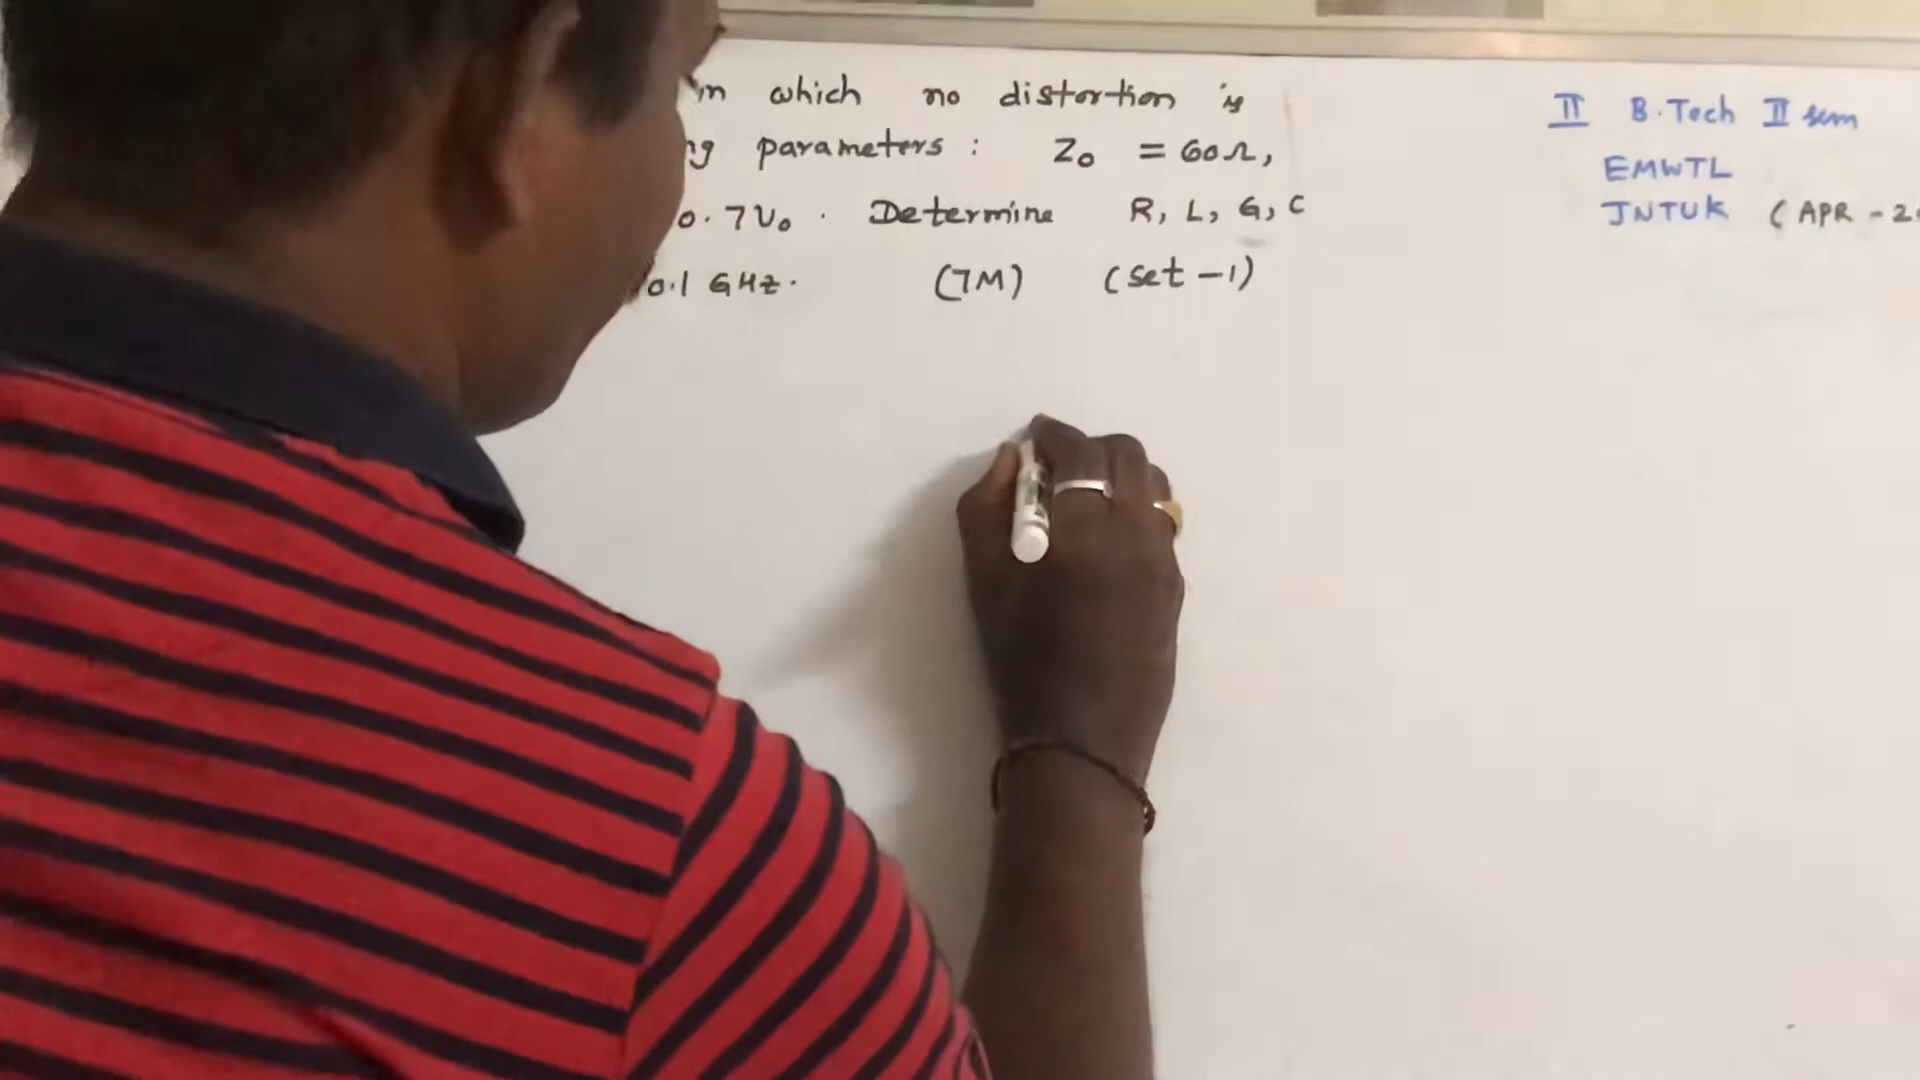 in which no distortion is
parameters : Z₀ = 60Ω,
0.7V₀. Determine R, L, G, C
0.1 GHz. (7M) (Set-1)
II B.Tech II sem
EMWTL
JNTUK (APR - 2